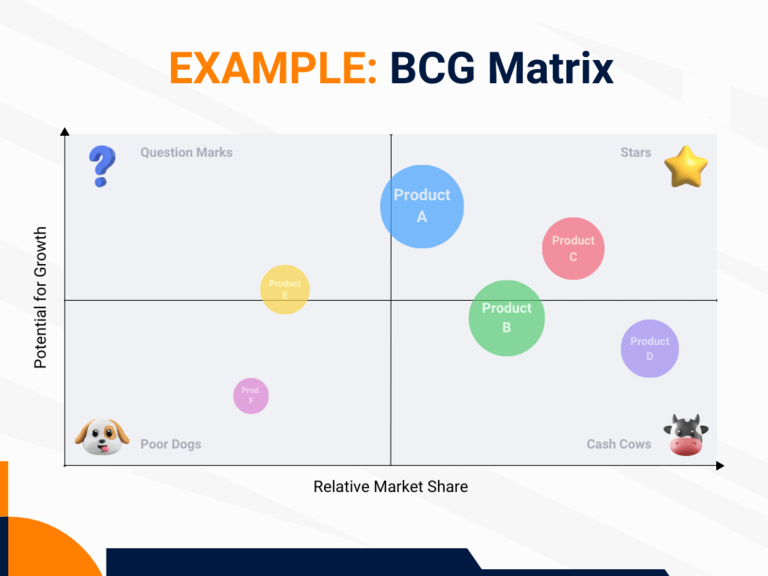 EXAMPLE: BCG Matrix
Question Marks
Stars
Product
A
Product
C
Product
E
Product
B
Product
D
Prod.
F
Poor Dogs
Cash Cows
Potential for Growth
Relative Market Share